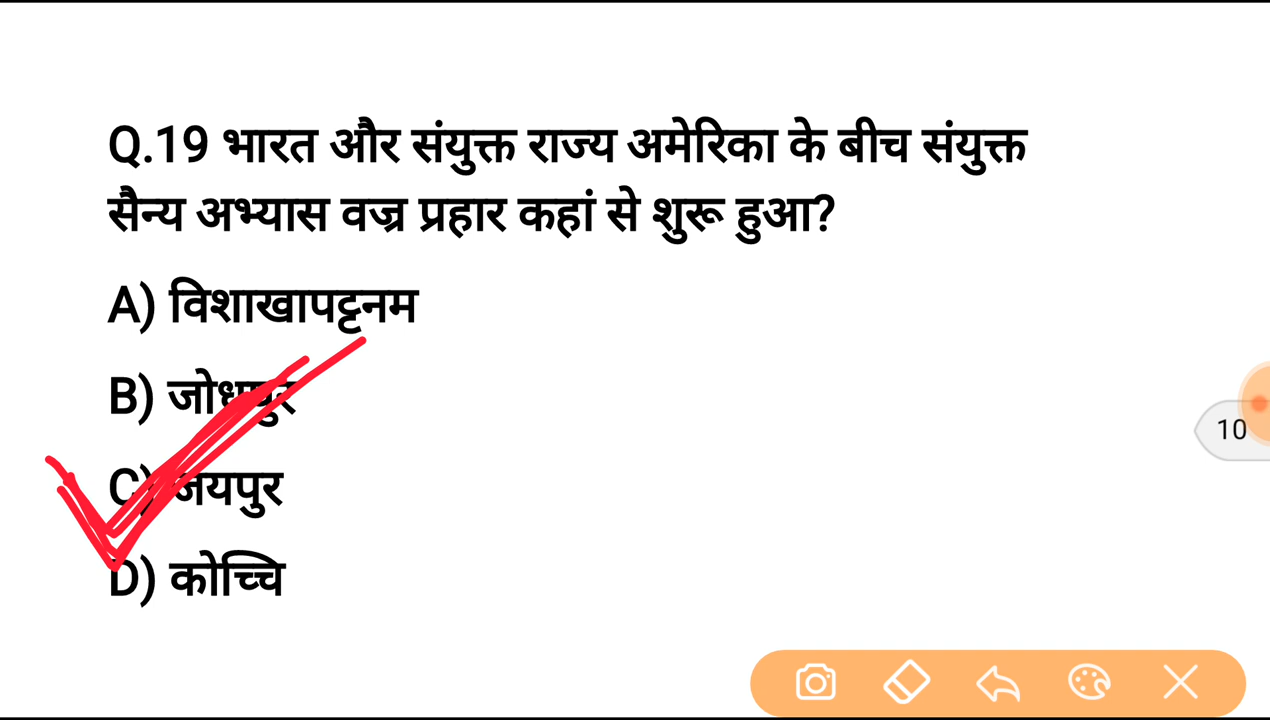 Q.19 भारत और संयुक्त राज्य अमेरिका के बीच संयुक्त
सैन्य अभ्यास वज्र प्रहार कहां से शुरू हुआ?
A) विशाखापट्टनम
B) जोधपुर
C) जयपुर
10
D) कोच्चि